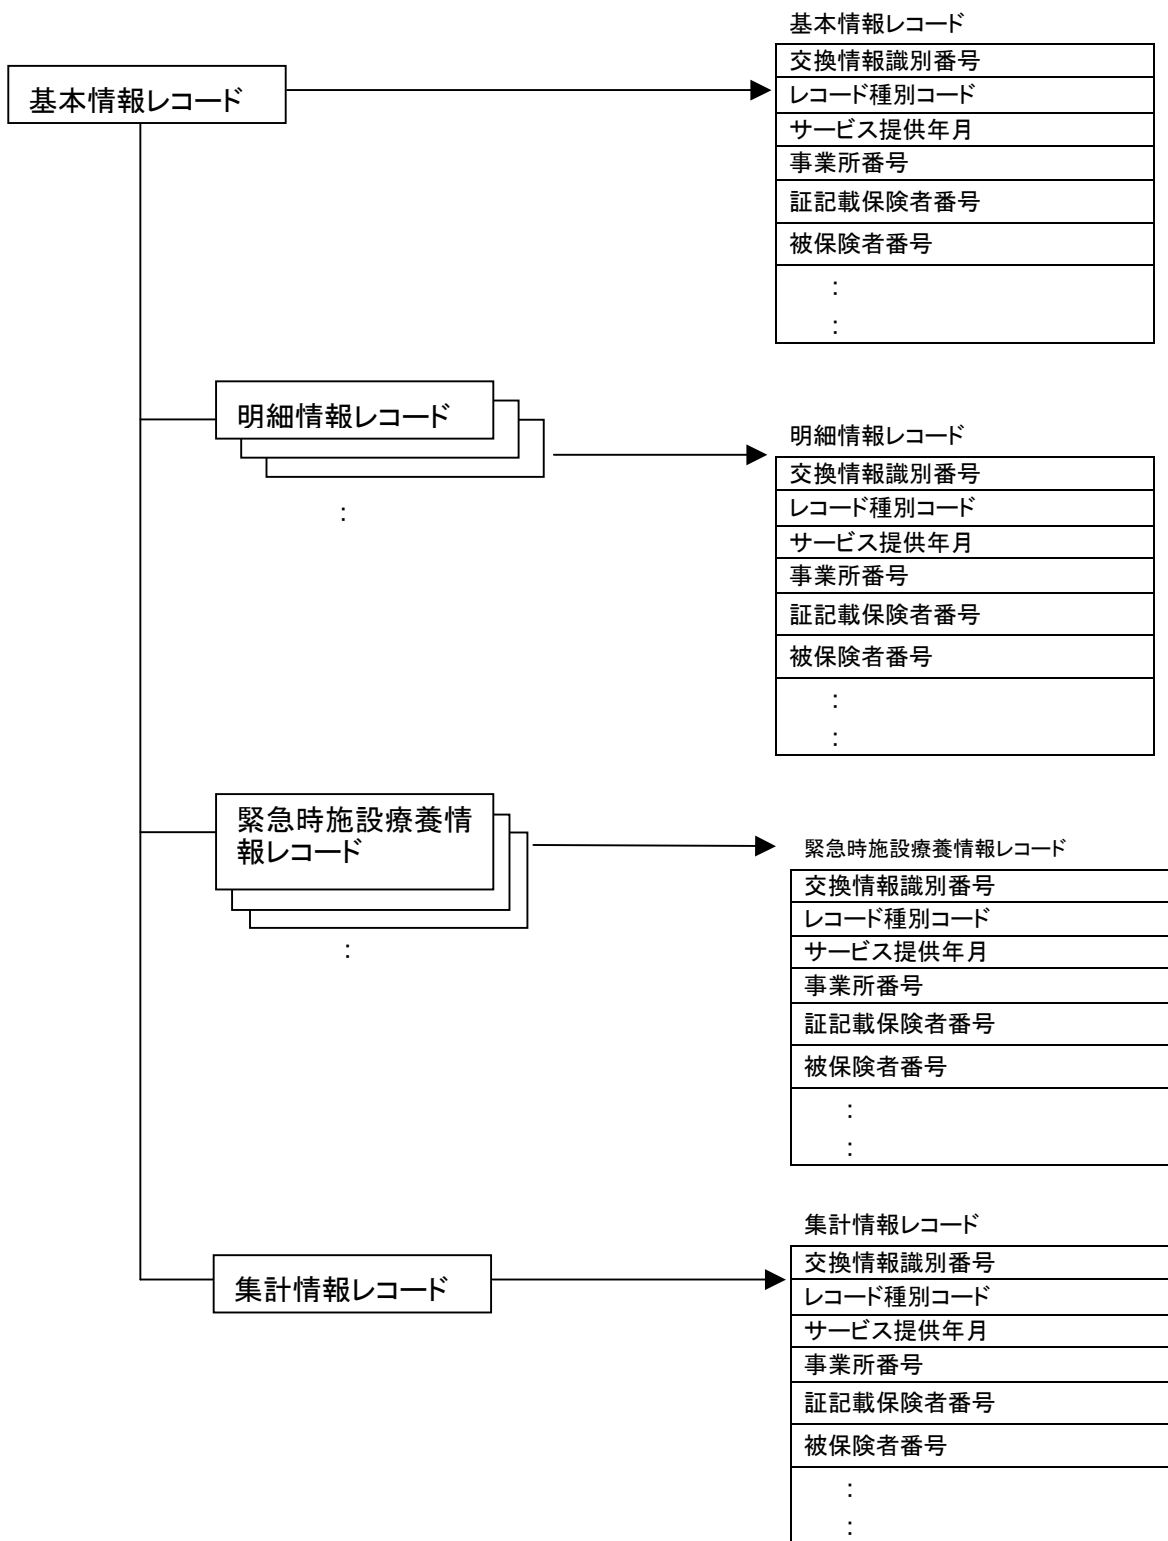 基本情報レコード
基本情報レコード
交換情報識別番号
レコード種別コード
サービス提供年月
事業所番号
証記載保険者番号
被保険者番号
:
:
明細情報レコード
:
明細情報レコード
交換情報識別番号
レコード種別コード
サービス提供年月
事業所番号
証記載保険者番号
被保険者番号
:
:
緊急時施設療養情
報レコード
:
緊急時施設療養情報レコード
交換情報識別番号
レコード種別コード
サービス提供年月
事業所番号
証記載保険者番号
被保険者番号
:
:
集計情報レコード
集計情報レコード
交換情報識別番号
レコード種別コード
サービス提供年月
事業所番号
証記載保険者番号
被保険者番号
:
: